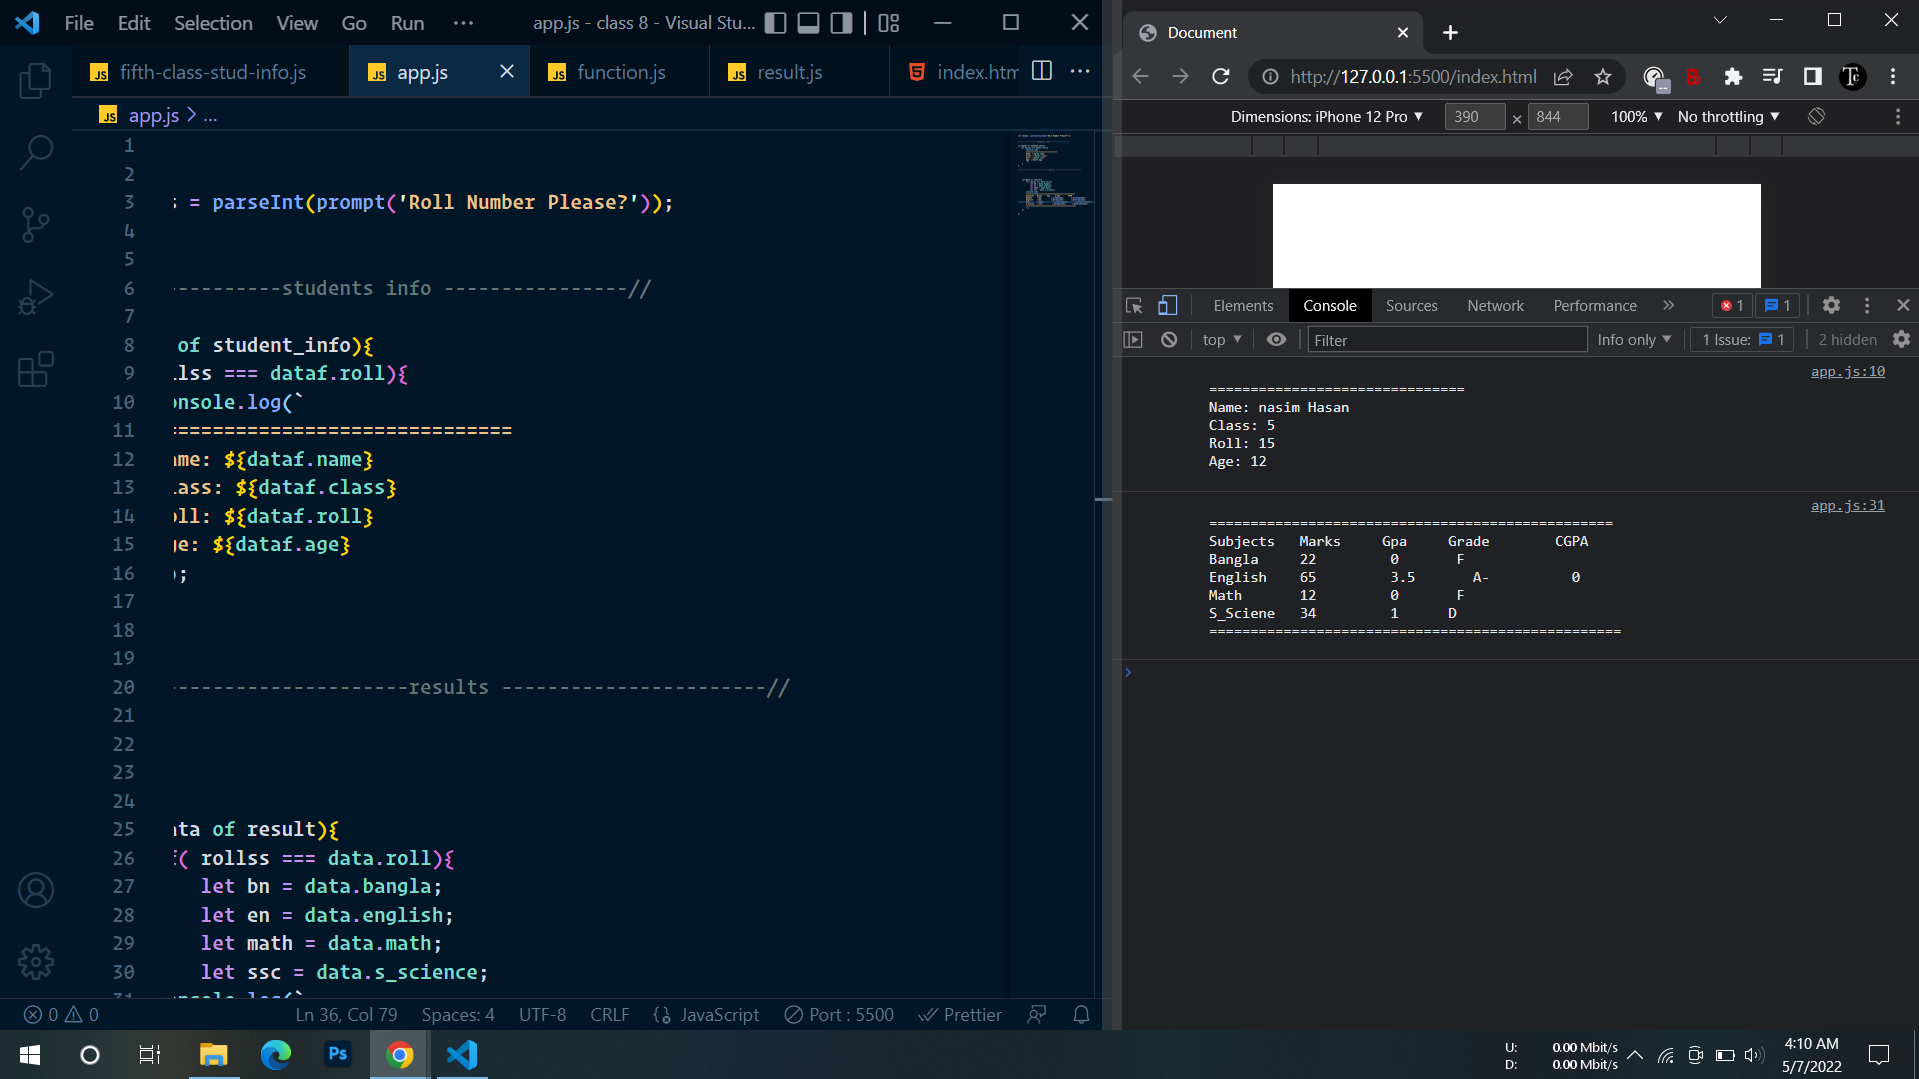 File Edit Selection View Go Run ··· app.js - class 8 - Visual Stu...
fifth-class-stud-info.js app.js function.js result.js index.htm
app.js > ...
1
2
3 = parseInt(prompt('Roll Number Please?'));
4
5
6 ----------students info ----------------//
7
8 of student_info){
9 lss === dataf.roll){
10 onsole.log(`
11 =============================
12 ame: ${dataf.name}
13 lass: ${dataf.class}
14 oll: ${dataf.roll}
15 ge: ${dataf.age}
16 );
17
18
19
20 --------------------results -----------------------//
21
22
23
24
25 ata of result){
26 ( rollss === data.roll){
27 let bn = data.bangla;
28 let en = data.english;
29 let math = data.math;
30 let ssc = data.s_science;
0 0 Ln 36, Col 79 Spaces: 4 UTF-8 CRLF JavaScript Port : 5500 Prettier
Document
http://127.0.0.1:5500/index.html
Dimensions: iPhone 12 Pro 390 × 844 100% No throttling
Elements Console Sources Network Performance » 1 1
top Filter Info only 1 Issue: 1 2 hidden
app.js:10
===============================
Name: nasim Hasan
Class: 5
Roll: 15
Age: 12
app.js:31
=================================================
Subjects Marks Gpa Grade CGPA
Bangla 22 0 F
English 65 3.5 A- 0
Math 12 0 F
S_Sciene 34 1 D
==================================================
>
Ps
U: 0.00 Mbit/s
D: 0.00 Mbit/s
4:10 AM
5/7/2022